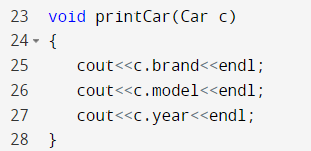 23 void printCar(Car c)
24 {
25 cout<<c.brand<<endl;
26 cout<<c.model<<endl;
27 cout<<c.year<<endl;
28 }